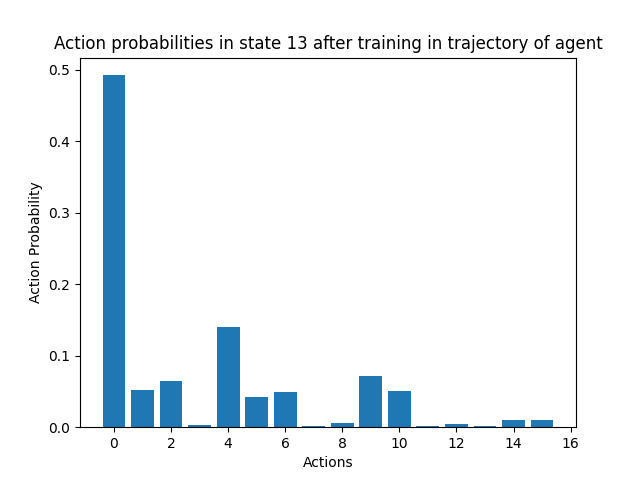 Action probabilities in state 13 after training in trajectory of agent
0.5
0.4
0.3
0.2
0.1
0.0
Action Probability
0 2 4 6 8 10 12 14 16
Actions